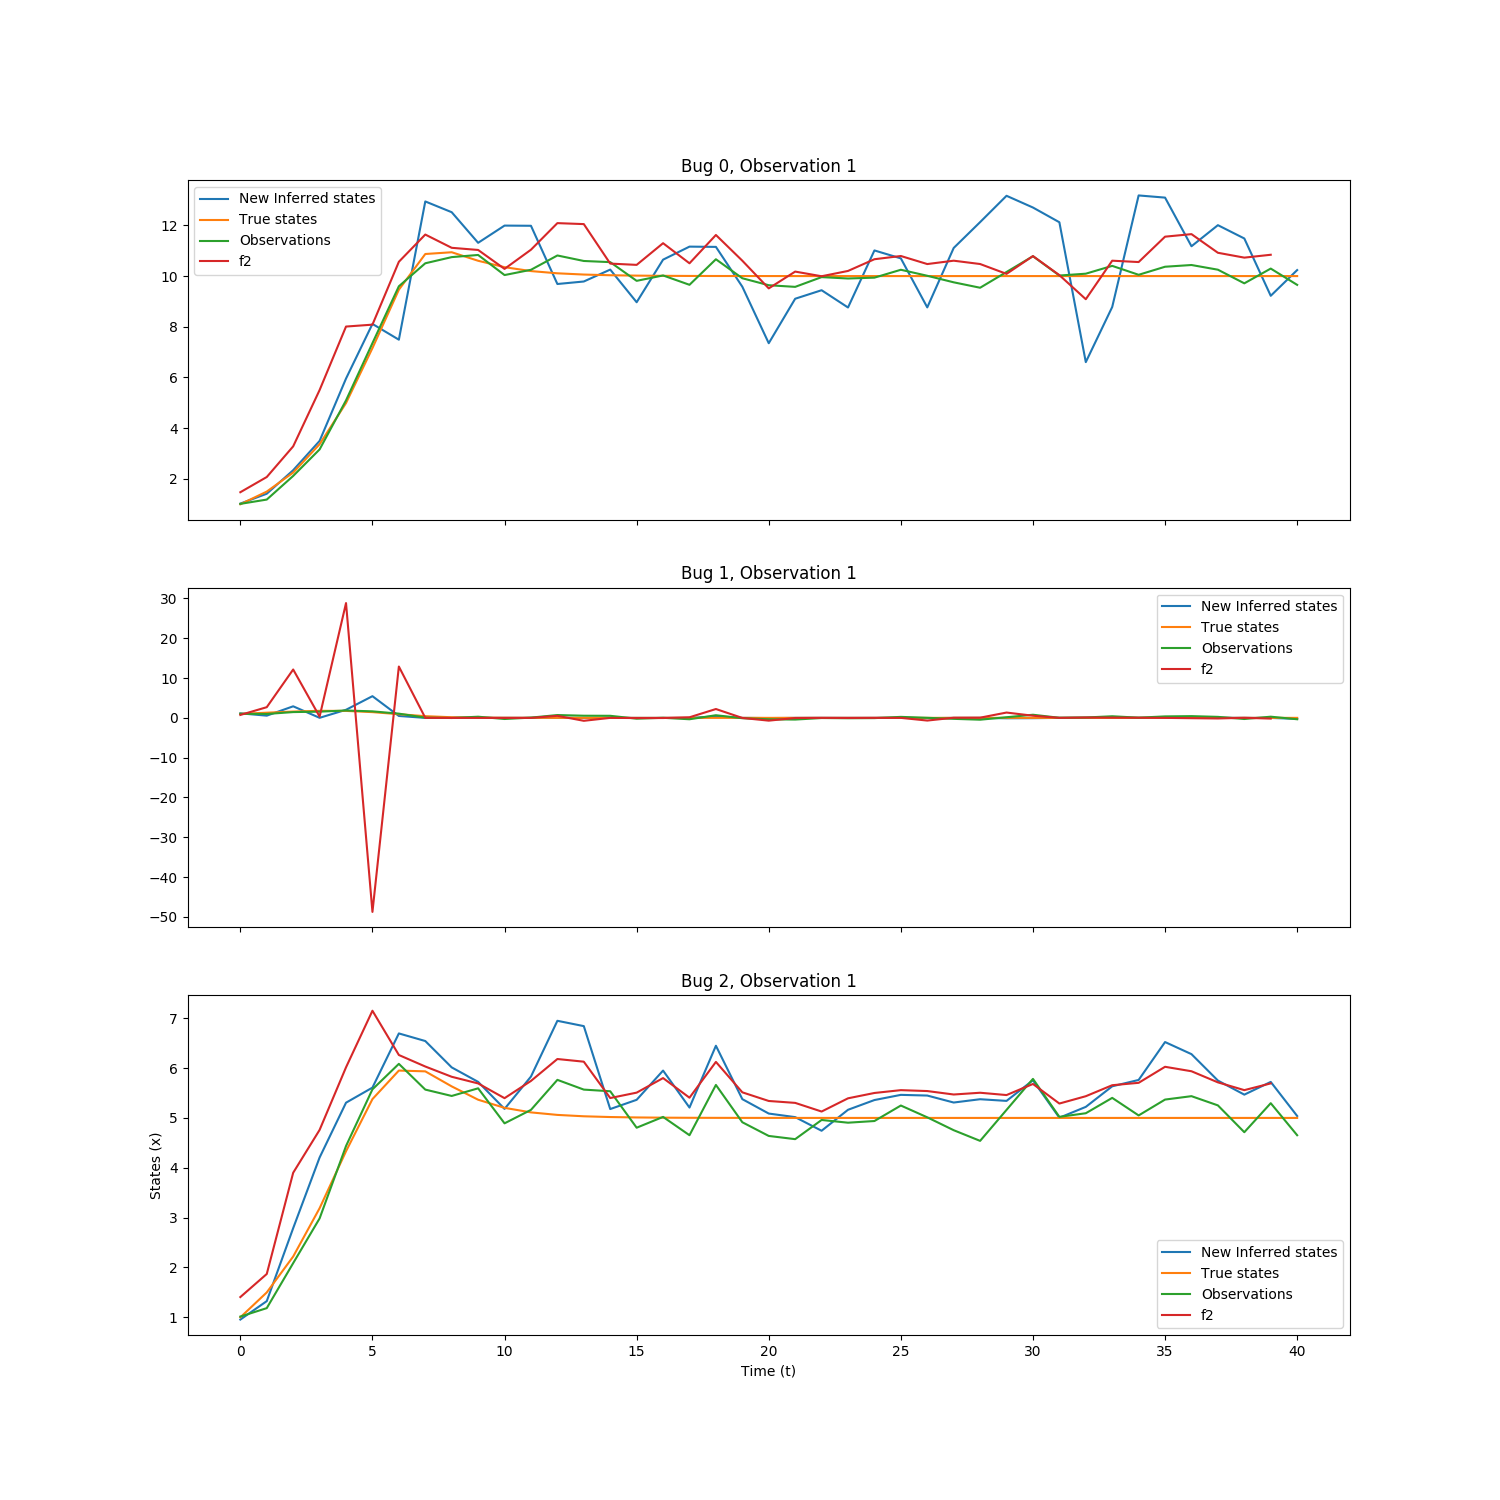 Bug 0, Observation 1
New Inferred states
True states
Observations
f2
12
10
8
6
4
2
Bug 1, Observation 1
30
20
10
0
−10
−20
−30
−40
−50
New Inferred states
True states
Observations
f2
Bug 2, Observation 1
States (x)
7
6
5
4
3
2
1
New Inferred states
True states
Observations
f2
0 5 10 15 20 25 30 35 40
Time (t)